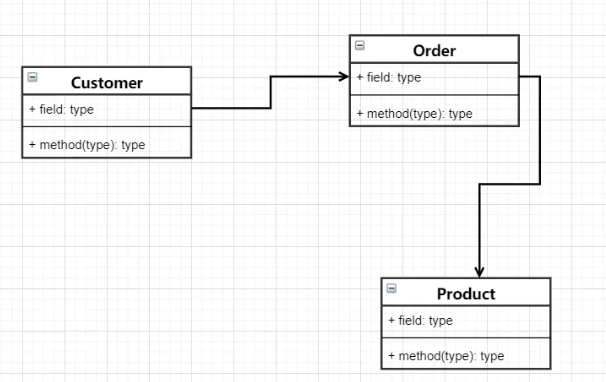 Customer
+ field: type
+ method(type): type
Order
+ field: type
+ method(type): type
Product
+ field: type
+ method(type): type